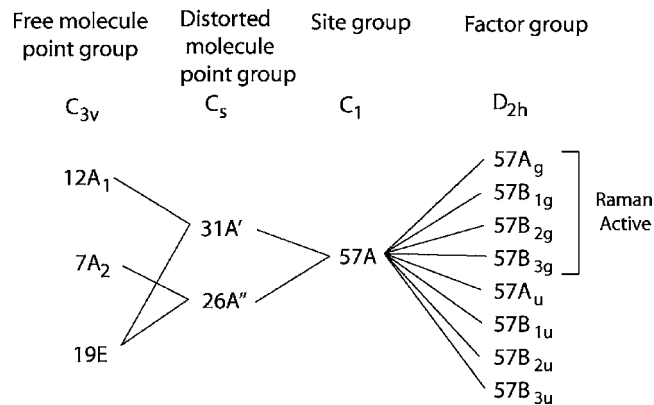 Free molecule
point group
Distorted
molecule
point group
Site group
Factor group
C3v
Cs
C1
D2h
12A1
7A2
19E
31A'
26A"
57A
57Ag
57B1g
57B2g
57B3g
57Au
57B1u
57B2u
57B3u
Raman
Active